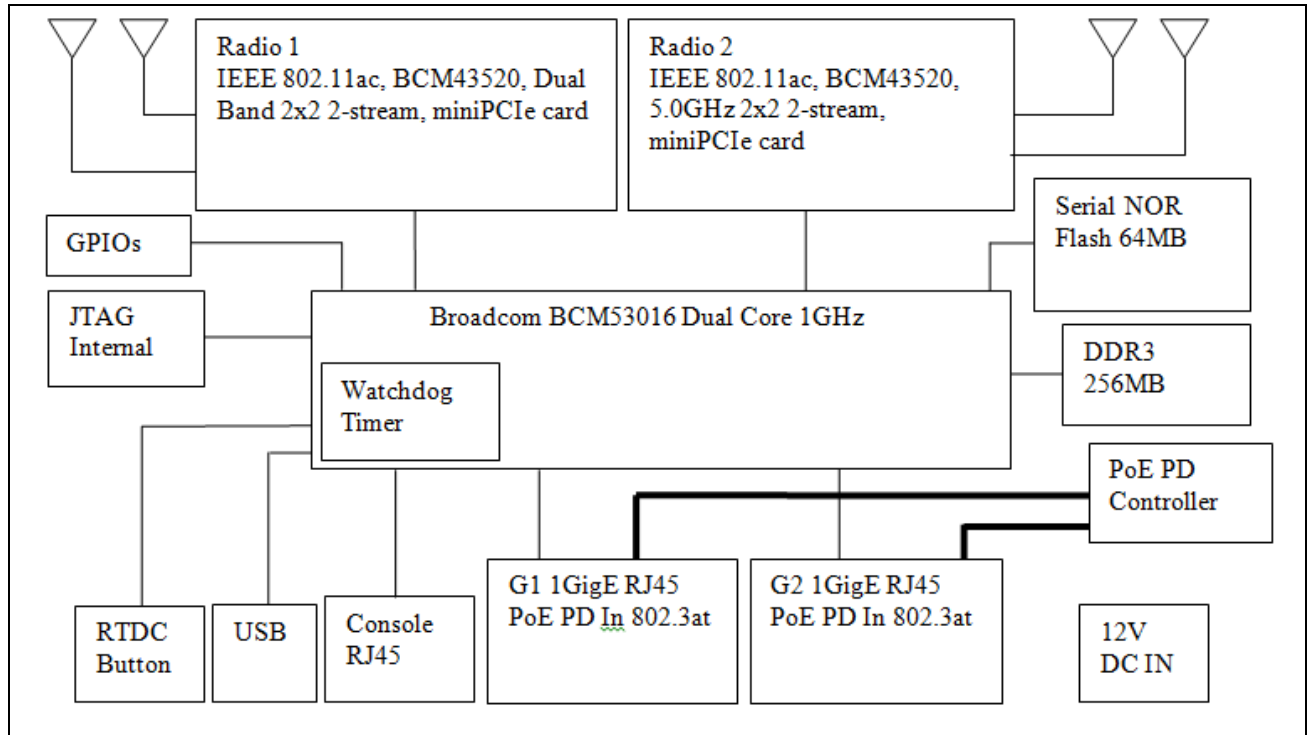 Radio 1
IEEE 802.11ac, BCM43520, Dual
Band 2x2 2-stream, miniPCIe card
Radio 2
IEEE 802.11ac, BCM43520,
5.0GHz 2x2 2-stream,
miniPCIe card
Serial NOR
Flash 64MB
GPIOs
JTAG
Internal
Broadcom BCM53016 Dual Core 1GHz
Watchdog
Timer
DDR3
256MB
PoE PD
Controller
RTDC
Button
USB
Console
RJ45
G1 1GigE RJ45
PoE PD In 802.3at
G2 1GigE RJ45
PoE PD In 802.3at
12V
DC IN